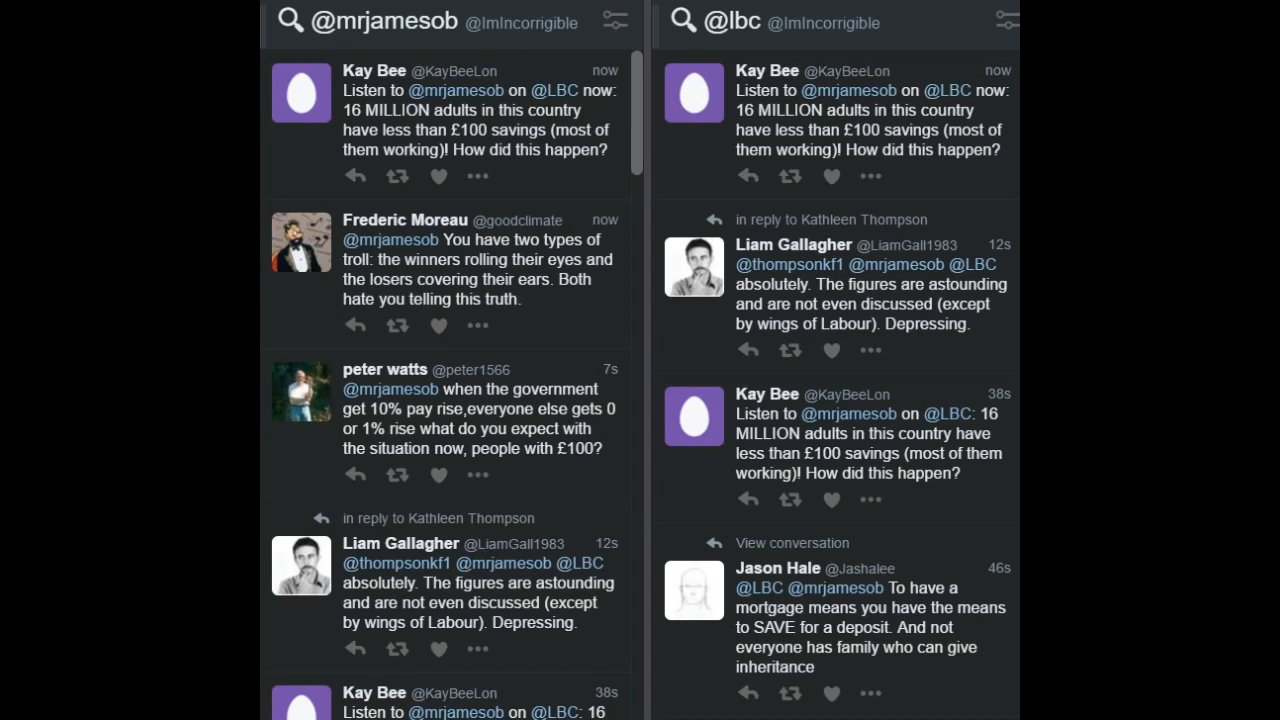 @mrjamesob @ImIncorrigible
Kay Bee @KayBeeLon now
Listen to @mrjamesob on @LBC now:
16 MILLION adults in this country
have less than £100 savings (most of
them working)! How did this happen?
Frederic Moreau @goodclimate now
@mrjamesob You have two types of
troll: the winners rolling their eyes and
the losers covering their ears. Both
hate you telling this truth.
peter watts @peter1566 7s
@mrjamesob when the government
get 10% pay rise,everyone else gets 0
or 1% rise what do you expect with
the situation now, people with £100?
in reply to Kathleen Thompson
Liam Gallagher @LiamGall1983 12s
@thompsonkf1 @mrjamesob @LBC
absolutely. The figures are astounding
and are not even discussed (except
by wings of Labour). Depressing.
Kay Bee @KayBeeLon 38s
Listen to @mrjamesob on @LBC: 16
@lbc @ImIncorrigible
Kay Bee @KayBeeLon now
Listen to @mrjamesob on @LBC now:
16 MILLION adults in this country
have less than £100 savings (most of
them working)! How did this happen?
in reply to Kathleen Thompson
Liam Gallagher @LiamGall1983 12s
@thompsonkf1 @mrjamesob @LBC
absolutely. The figures are astounding
and are not even discussed (except
by wings of Labour). Depressing.
Kay Bee @KayBeeLon 38s
Listen to @mrjamesob on @LBC: 16
MILLION adults in this country have
less than £100 savings (most of them
working)! How did this happen?
View conversation
Jason Hale @Jashalee 46s
@LBC @mrjamesob To have a
mortgage means you have the means
to SAVE for a deposit. And not
everyone has family who can give
inheritance